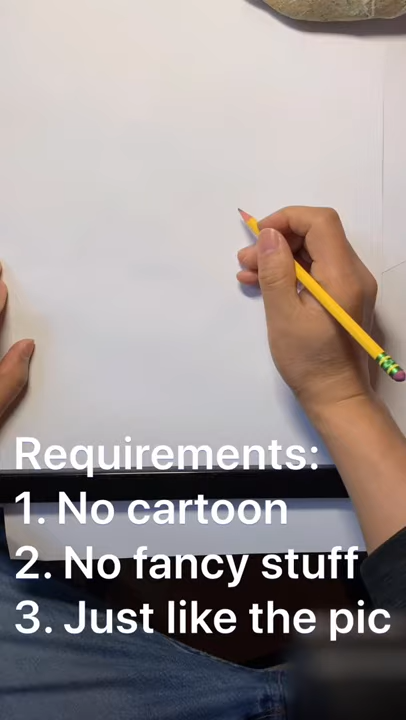 Requirements:
1. No cartoon
2. No fancy stuff
3. Just like the pic